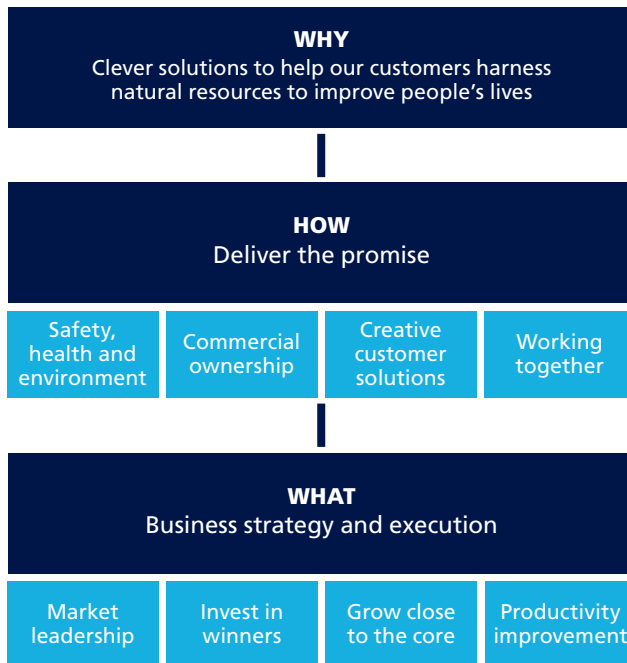 WHY
Clever solutions to help our customers harness
natural resources to improve people’s lives
HOW
Deliver the promise
Safety,
health and
environment
Commercial
ownership
Creative
customer
solutions
Working
together
WHAT
Business strategy and execution
Market
leadership
Invest in
winners
Grow close
to the core
Productivity
improvement